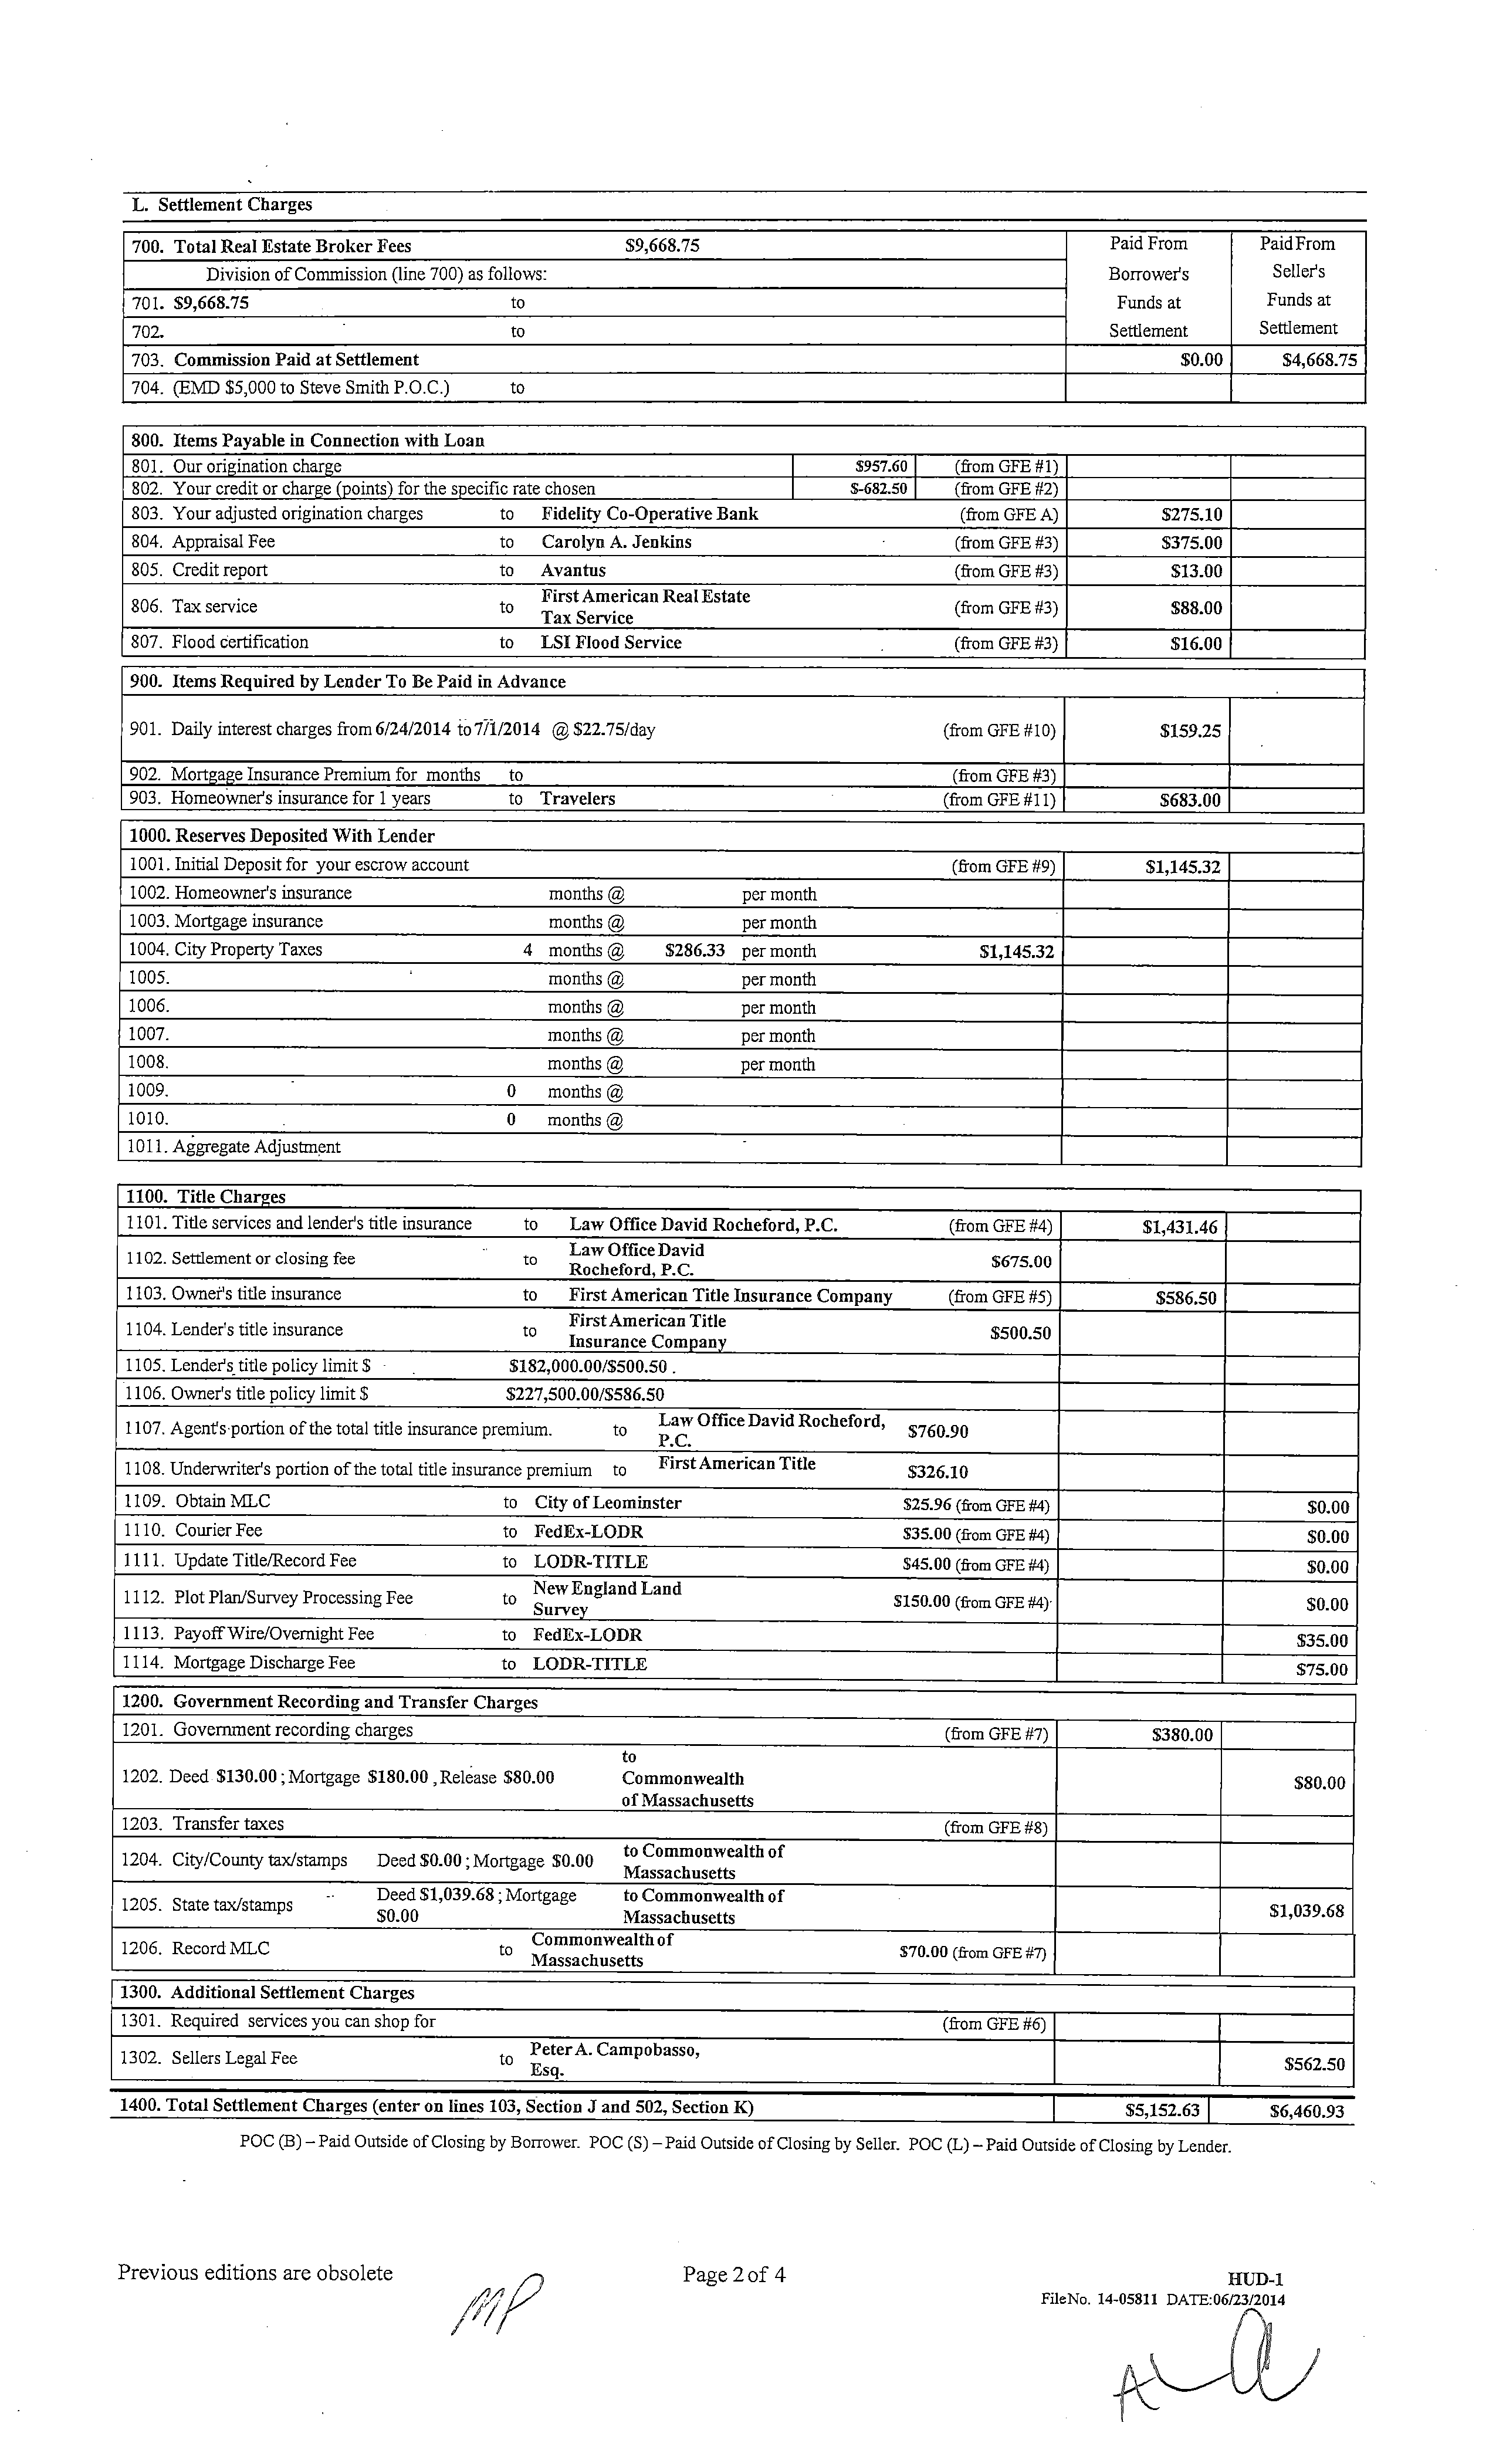 L. Settlement Charges
700. Total Real Estate Broker Fees $9,668.75 Paid From Paid From
Division of Commission (line 700) as follows: Borrower's Seller's
701. $9,668.75 to Funds at Funds at
702. to Settlement Settlement
703. Commission Paid at Settlement $0.00 $4,668.75
704. (EMD $5,000 to Steve Smith P.O.C.) to
800. Items Payable in Connection with Loan
801. Our origination charge $957.60 (from GFE #1)
802. Your credit or charge (points) for the specific rate chosen $-682.50 (from GFE #2)
803. Your adjusted origination charges to Fidelity Co-Operative Bank (from GFE A) $275.10
804. Appraisal Fee to Carolyn A. Jenkins (from GFE #3) $375.00
805. Credit report to Avantus (from GFE #3) $13.00
806. Tax service to First American Real Estate
Tax Service (from GFE #3) $88.00
807. Flood certification to LSI Flood Service (from GFE #3) $16.00
900. Items Required by Lender To Be Paid in Advance
901. Daily interest charges from 6/24/2014 to 7/1/2014 @ $22.75/day (from GFE #10) $159.25
902. Mortgage Insurance Premium for months to (from GFE #3)
903. Homeowner's insurance for 1 years to Travelers (from GFE #11) $683.00
1000. Reserves Deposited With Lender
1001. Initial Deposit for your escrow account (from GFE #9) $1,145.32
1002. Homeowner's insurance months @ per month
1003. Mortgage insurance months @ per month
1004. City Property Taxes 4 months @ $286.33 per month $1,145.32
1005. months @ per month
1006. months @ per month
1007. months @ per month
1008. months @ per month
1009. 0 months @
1010. 0 months @
1011. Aggregate Adjustment
1100. Title Charges
1101. Title services and lender's title insurance to Law Office David Rocheford, P.C. (from GFE #4) $1,431.46
1102. Settlement or closing fee to Law Office David
Rocheford, P.C. $675.00
1103. Owner's title insurance to First American Title Insurance Company (from GFE #5) $586.50
1104. Lender's title insurance to First American Title
Insurance Company $500.50
1105. Lender's title policy limit $ $182,000.00/$500.50 .
1106. Owner's title policy limit $ $227,500.00/$586.50
1107. Agent's portion of the total title insurance premium. to Law Office David Rocheford,
P.C. $760.90
1108. Underwriter's portion of the total title insurance premium to First American Title $326.10
1109. Obtain MLC to City of Leominster $25.96 (from GFE #4) $0.00
1110. Courier Fee to FedEx-LODR $35.00 (from GFE #4) $0.00
1111. Update Title/Record Fee to LODR-TITLE $45.00 (from GFE #4) $0.00
1112. Plot Plan/Survey Processing Fee to New England Land
Survey $150.00 (from GFE #4) $0.00
1113. Payoff Wire/Overnight Fee to FedEx-LODR $35.00
1114. Mortgage Discharge Fee to LODR-TITLE $75.00
1200. Government Recording and Transfer Charges
1201. Government recording charges (from GFE #7) $380.00
to
1202. Deed $130.00 ; Mortgage $180.00 , Release $80.00 Commonwealth $80.00
of Massachusetts
1203. Transfer taxes (from GFE #8)
1204. City/County tax/stamps Deed $0.00 ; Mortgage $0.00 to Commonwealth of
Massachusetts
1205. State tax/stamps Deed $1,039.68 ; Mortgage to Commonwealth of
$0.00 Massachusetts $1,039.68
1206. Record MLC to Commonwealth of
Massachusetts $70.00 (from GFE #7)
1300. Additional Settlement Charges
1301. Required services you can shop for (from GFE #6)
1302. Sellers Legal Fee to Peter A. Campobasso,
Esq. $562.50
1400. Total Settlement Charges (enter on lines 103, Section J and 502, Section K) $5,152.63 $6,460.93
POC (B) – Paid Outside of Closing by Borrower. POC (S) – Paid Outside of Closing by Seller. POC (L) – Paid Outside of Closing by Lender.
Previous editions are obsolete Page 2 of 4 HUD-1
File No. 14-05811 DATE:06/23/2014
MP